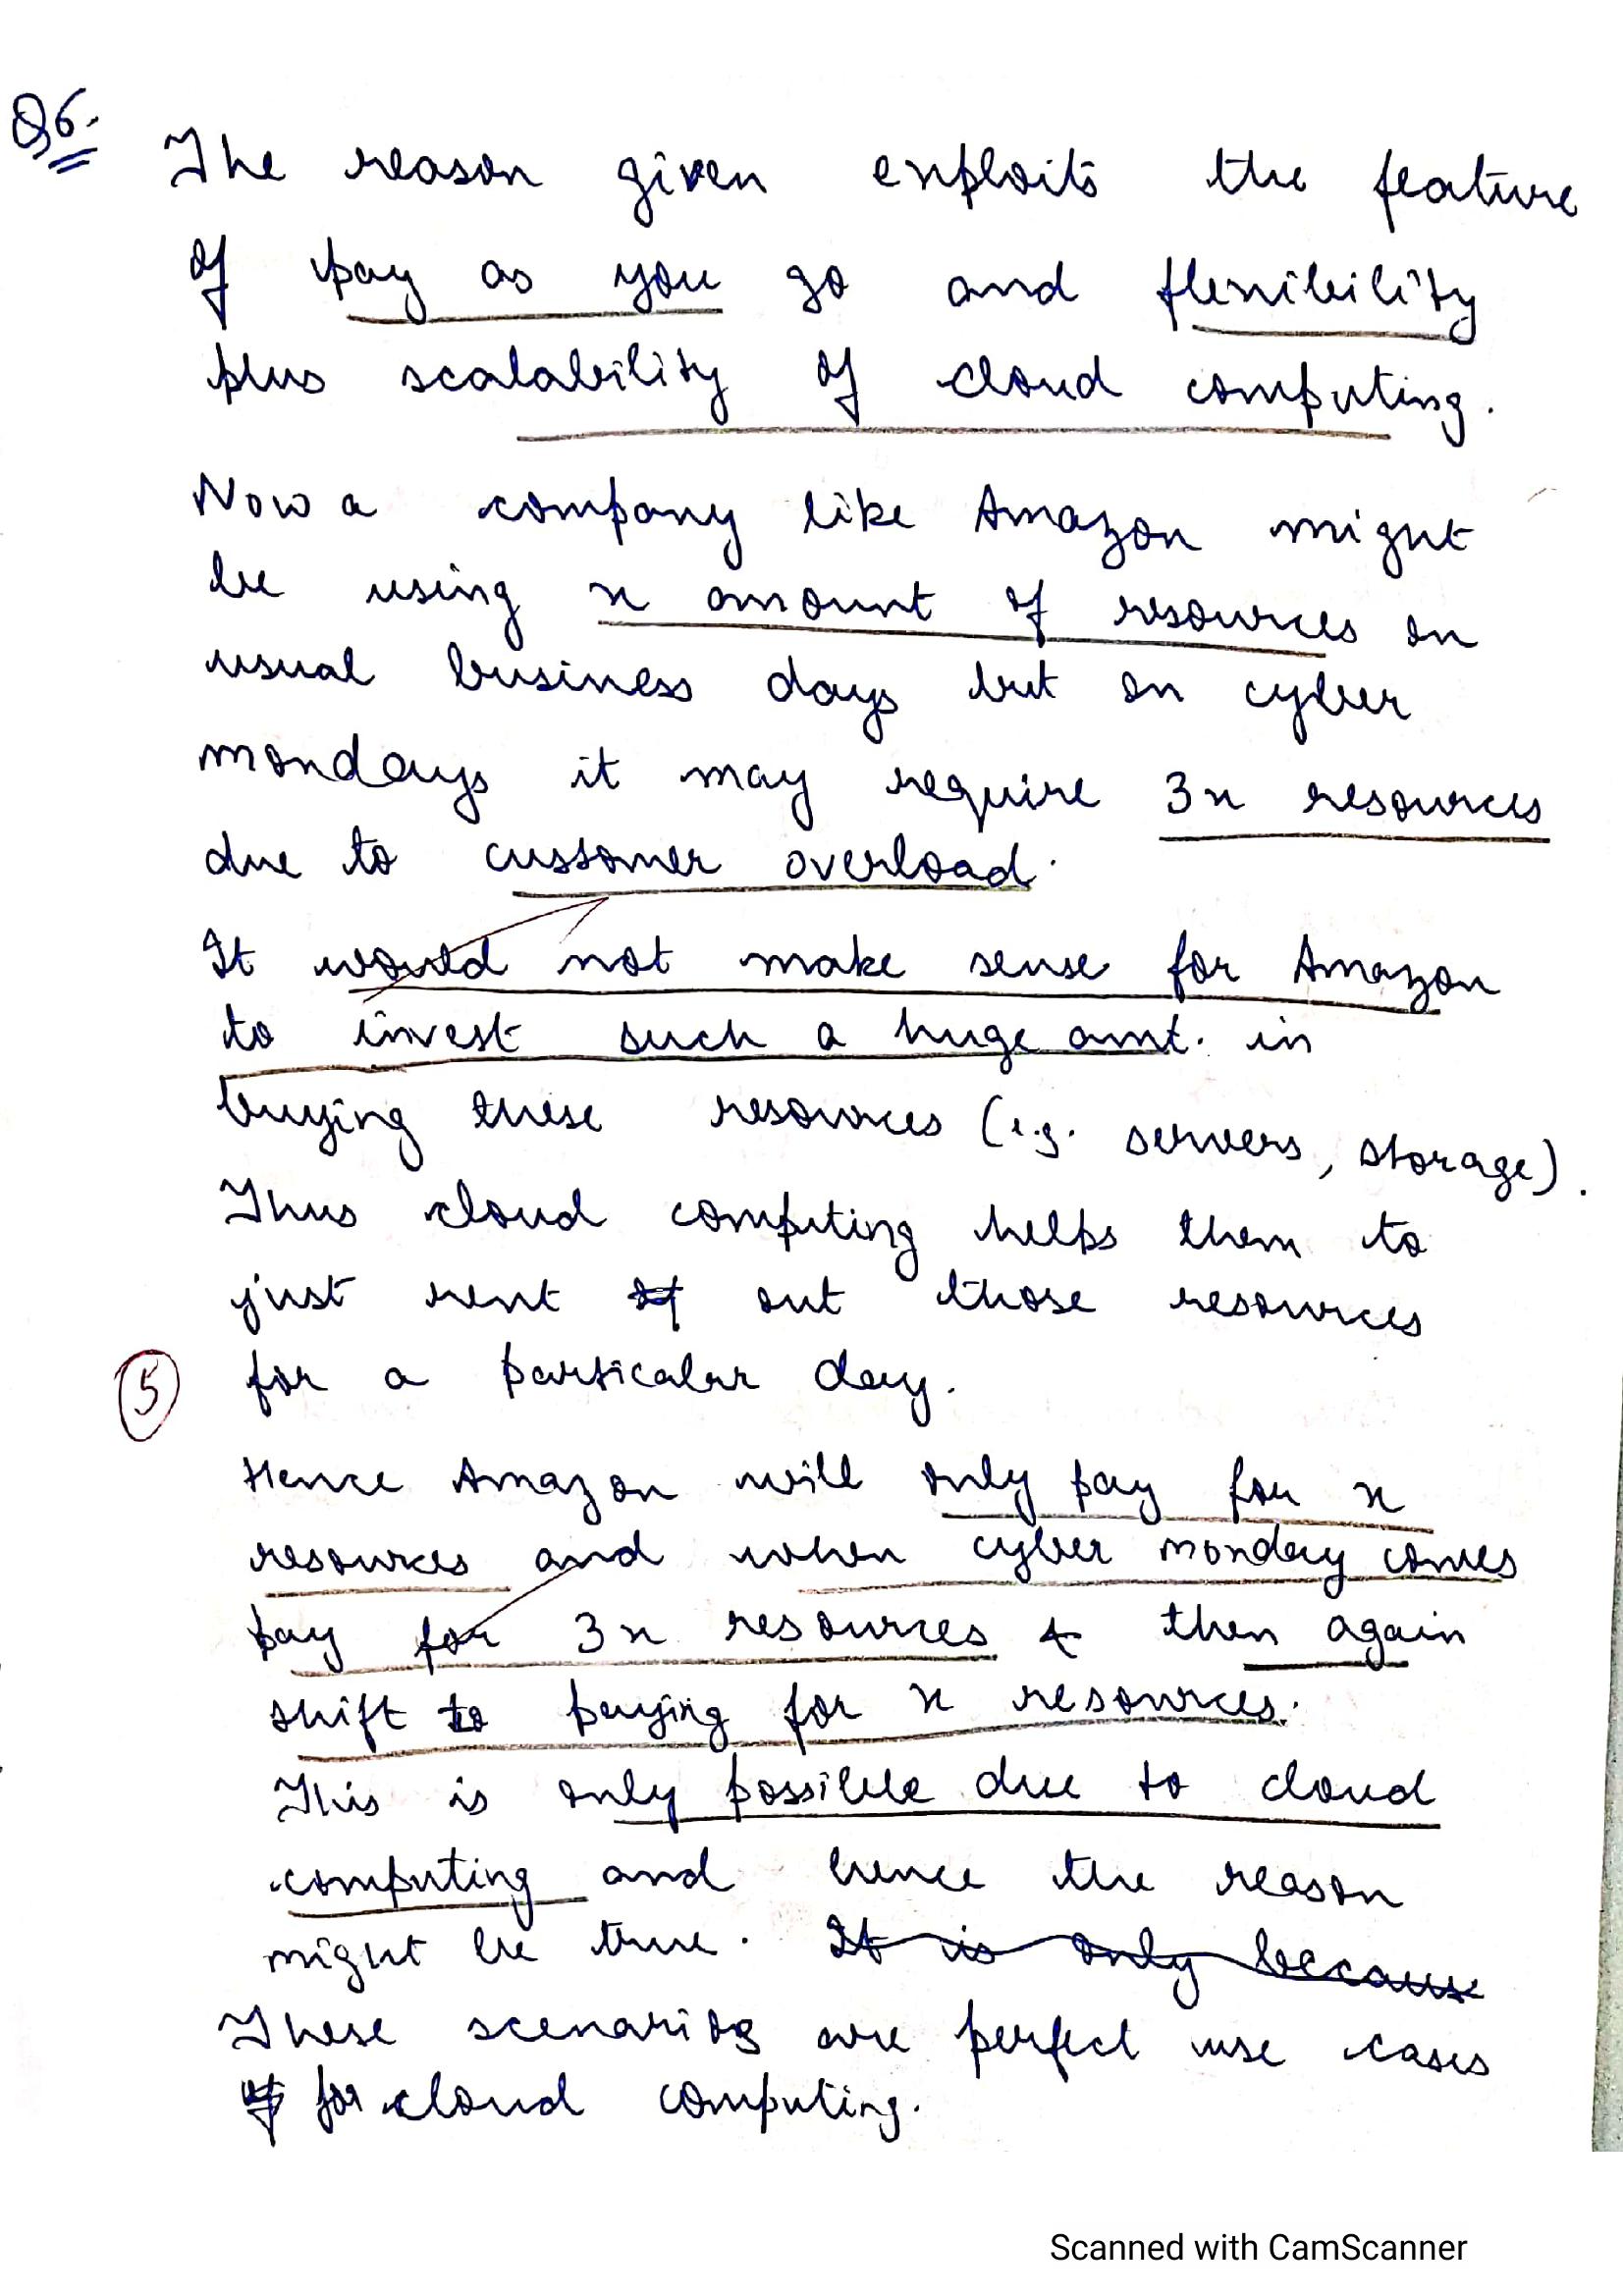 Q6.
The reason given exploits the feature
of pay as you go and flexibility
plus scalability of cloud computing.
Now a company like Amazon might
be using x amount of resources on
usual business days but on cyber
mondays it may require 3x resources
due to customer overload.
It would not make sense for Amazon
to invest such a huge amt. in
buying these resources (e.g. servers, storage).
Thus cloud computing helps them to
just rent out those resources
5 for a particular day.
Hence Amazon will only pay for x
resources and when cyber monday comes
pay for 3x resources & then again
shift to paying for x resources.
This is only possible due to cloud
computing and hence the reason
might be true. It is only because
These scenarios are perfect use cases
for cloud computing.
Scanned with CamScanner